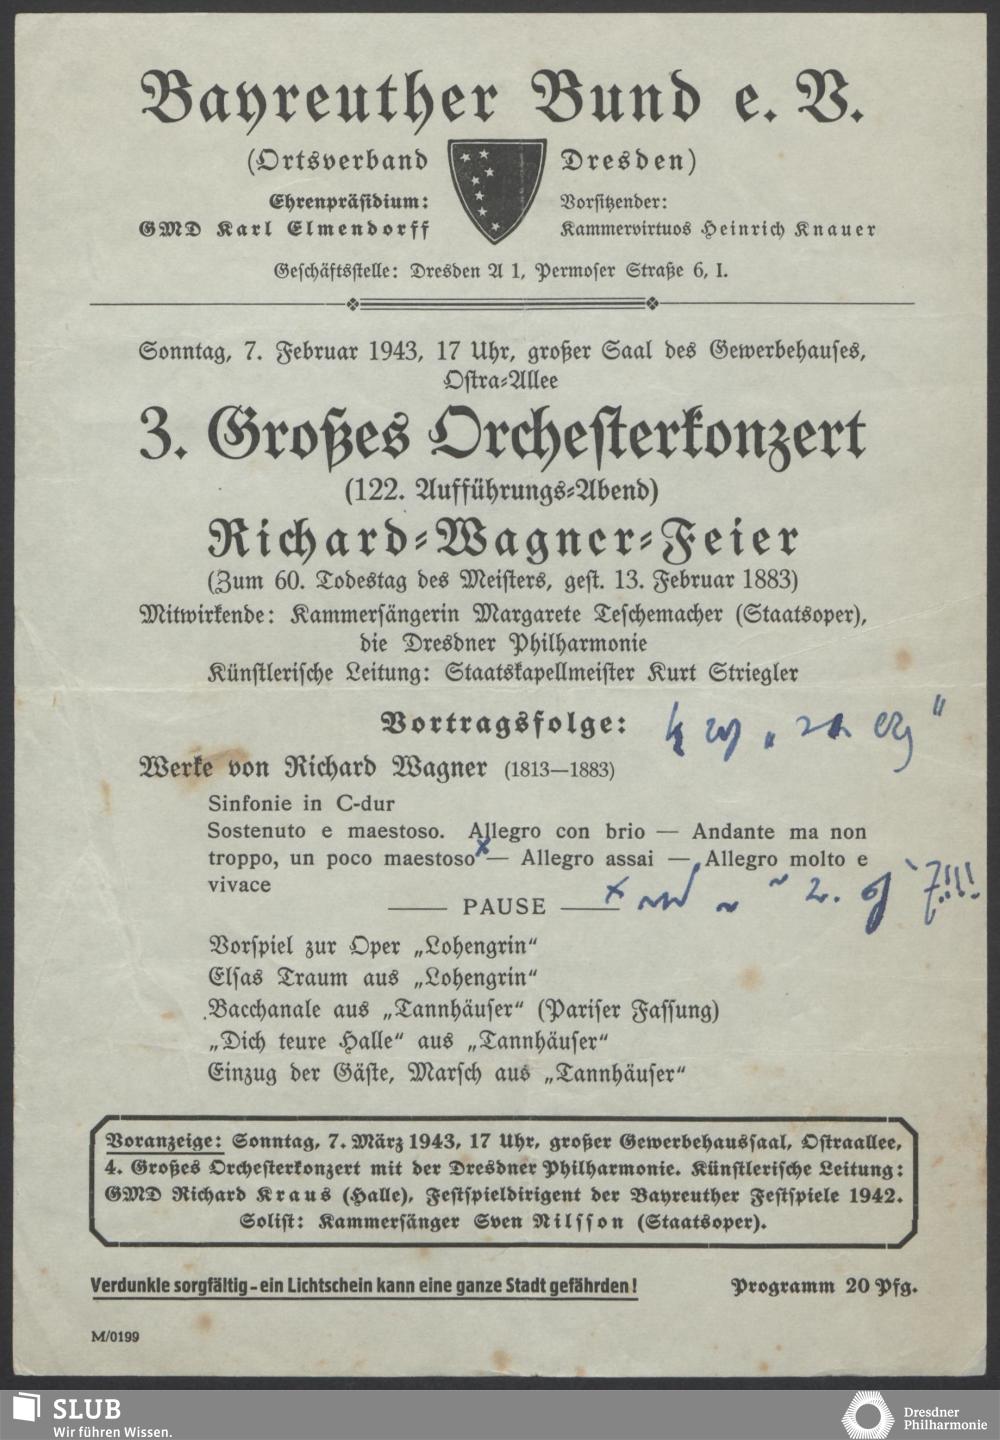 Bayreuther Bund e. V.
(Ortsverband Dresden)
Ehrenpräsidium:
GMD Karl Elmendorff
Vorsitzender:
Kammervirtuos Heinrich Knauer
Geschäftsstelle: Dresden A 1, Permoser Straße 6, I.
Sonntag, 7. Februar 1943, 17 Uhr, großer Saal des Gewerbehauses,
Ostra-Allee
3. Großes Orchesterkonzert
(122. Aufführungs-Abend)
Richard-Wagner-Feier
(Zum 60. Todestag des Meisters, gest. 13. Februar 1883)
Mitwirkende: Kammersängerin Margarete Teschemacher (Staatsoper),
die Dresdner Philharmonie
Künstlerische Leitung: Staatskapellmeister Kurt Striegler
Vortragsfolge:
Werke von Richard Wagner (1813—1883)
Sinfonie in C-dur
Sostenuto e maestoso. Allegro con brio — Andante ma non
troppo, un poco maestoso — Allegro assai — Allegro molto e
vivace
PAUSE
Vorspiel zur Oper „Lohengrin“
Elsas Traum aus „Lohengrin“
Bacchanale aus „Tannhäuser“ (Pariser Fassung)
„Dich teure Halle“ aus „Tannhäuser“
Einzug der Gäste, Marsch aus „Tannhäuser“
Voranzeige: Sonntag, 7. März 1943, 17 Uhr, großer Gewerbehaussaal, Ostraallee,
4. Großes Orchesterkonzert mit der Dresdner Philharmonie. Künstlerische Leitung:
GMD Richard Kraus (Halle), Festspieldirigent der Bayreuther Festspiele 1942.
Solist: Kammersänger Sven Nilsson (Staatsoper).
Verdunkle sorgfältig – ein Lichtschein kann eine ganze Stadt gefährden!
Programm 20 Pfg.
M/0199
SLUB
Wir führen Wissen.
Dresdner
Philharmonie